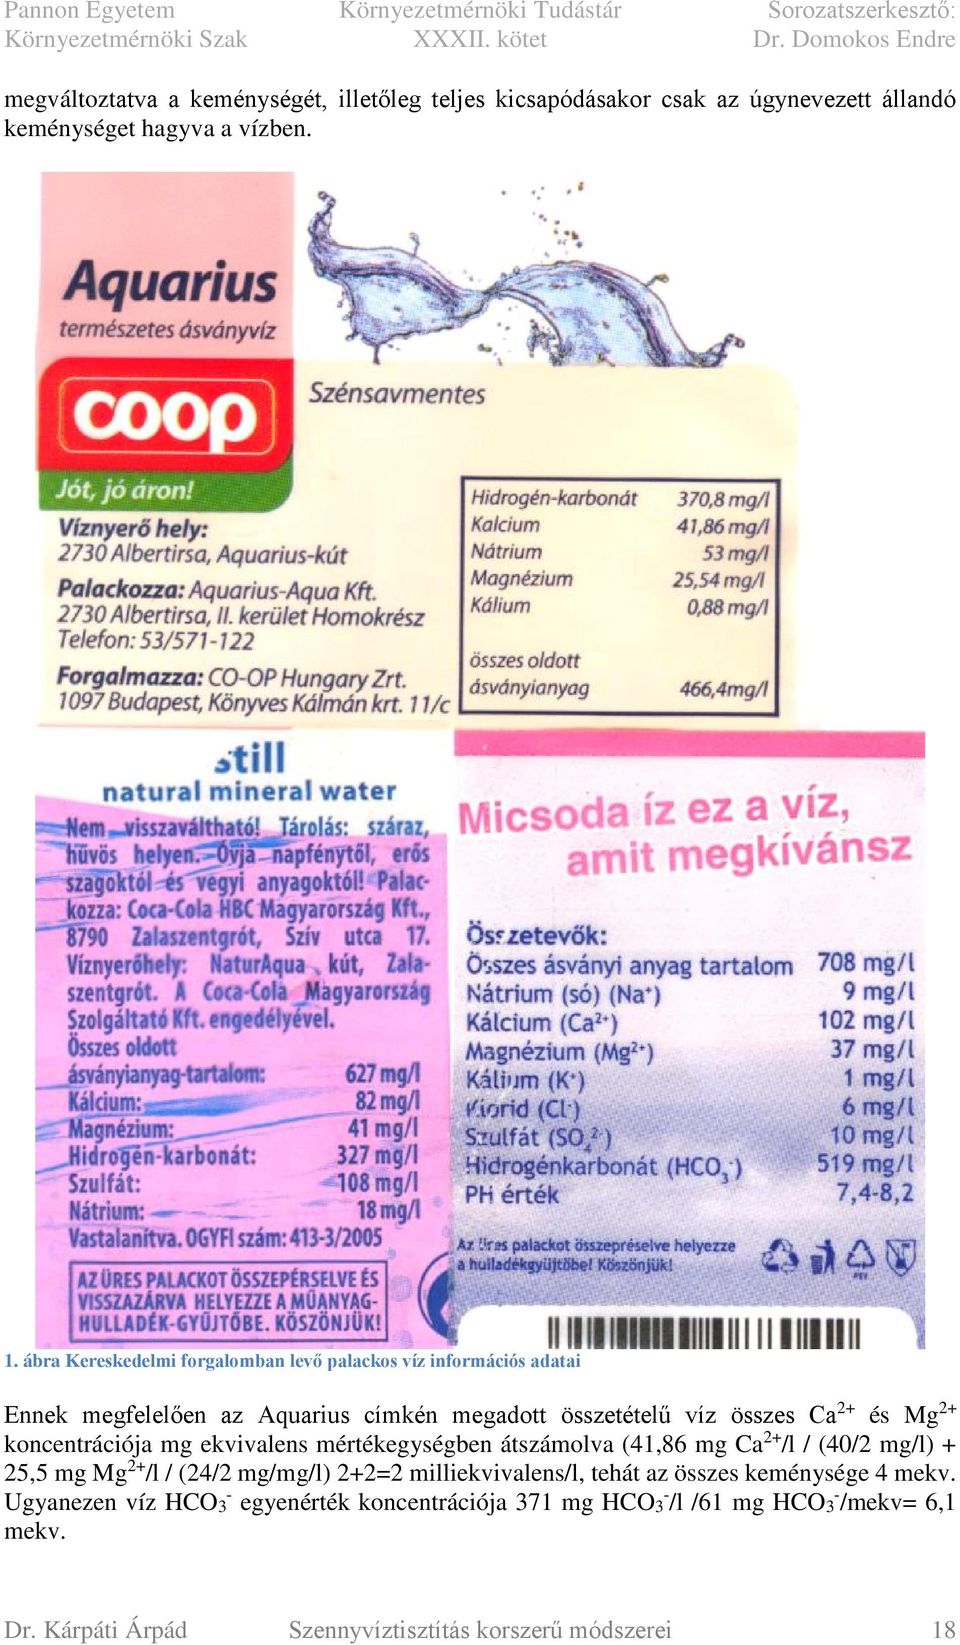 Pannon Egyetem Környezetmérnöki Tudástár Sorozatszerkesztő:
Környezetmérnöki Szak XXXII. kötet Dr. Domokos Endre
megváltoztatva a keménységét, illetőleg teljes kicsapódásakor csak az úgynevezett állandó
keménységet hagyva a vízben.
Aquarius
természetes ásványvíz
coop
Jót, jó áron!
Szénsavmentes
Víznyerő hely:
2730 Albertirsa, Aquarius-kút
Palackozza: Aquarius-Aqua Kft.
2730 Albertirsa, II. kerület Homokrész
Telefon: 53/571-122
Forgalmazza: CO-OP Hungary Zrt.
1097 Budapest, Könyves Kálmán krt. 11/c
Hidrogén-karbonát 370,8 mg/l
Kalcium 41,86 mg/l
Nátrium 53 mg/l
Magnézium 25,54 mg/l
Kálium 0,88 mg/l
összes oldott
ásványianyag 466,4mg/l
still
natural mineral water
Nem visszaváltható! Tárolás: száraz,
hűvös helyen. Óvja napfénytől, erős
szagoktól és vegyi anyagoktól! Palac-
kozza: Coca-Cola HBC Magyarország Kft.,
8790 Zalaszentgrót, Szív utca 17.
Víznyerőhely: NaturAqua kút, Zala-
szentgrót. A Coca-Cola Magyarország
Szolgáltató Kft. engedélyével.
Összes oldott
ásványianyag-tartalom: 627 mg/l
Kálcium: 82 mg/l
Magnézium: 41 mg/l
Hidrogén-karbonát: 327 mg/l
Szulfát: 108 mg/l
Nátrium: 18 mg/l
Vastalanítva. OGYFI szám: 413-3/2005
AZ ÜRES PALACKOT ÖSSZEPÉRSELVE ÉS
VISSZAZÁRVA HELYEZZE A MŰANYAG-
HULLADÉK-GYŰJTŐBE. KÖSZÖNJÜK!
Micsoda íz ez a víz,
amit megkívánsz
Összetevők:
Összes ásványi anyag tartalom 708 mg/l
Nátrium (só) (Na⁺) 9 mg/l
Kálcium (Ca²⁺) 102 mg/l
Magnézium (Mg²⁺) 37 mg/l
Kálium (K⁺) 1 mg/l
Klorid (Cl⁻) 6 mg/l
Szulfát (SO₄²⁻) 10 mg/l
Hidrogénkarbonát (HCO₃⁻) 519 mg/l
PH érték 7,4-8,2
Az üres palackot összepréselve helyezze
a hulladékgyűjtőbe! Köszönjük!
1. ábra Kereskedelmi forgalomban levő palackos víz információs adatai
Ennek megfelelően az Aquarius címkén megadott összetételű víz összes Ca²⁺ és Mg²⁺
koncentrációja mg ekvivalens mértékegységben átszámolva (41,86 mg Ca²⁺/l / (40/2 mg/l) +
25,5 mg Mg²⁺/l / (24/2 mg/mg/l) 2+2=2 milliekvivalens/l, tehát az összes keménysége 4 mekv.
Ugyanezen víz HCO₃⁻ egyenérték koncentrációja 371 mg HCO₃⁻/l /61 mg HCO₃⁻/mekv= 6,1
mekv.
Dr. Kárpáti Árpád Szennyvíztisztítás korszerű módszerei 18